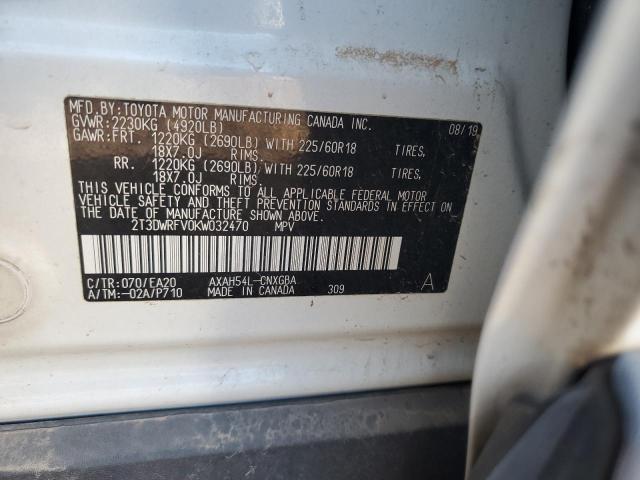 MFD.BY:TOYOTA MOTOR MANUFACTURING CANADA INC. 08/19
GVWR:2230KG (4920LB)
GAWR:FRT. 1220KG (2690LB) WITH 225/60R18 TIRES,
18X7.0J RIMS.
RR. 1220KG (2690LB) WITH 225/60R18 TIRES,
18X7.0J RIMS.
THIS VEHICLE CONFORMS TO ALL APPLICABLE FEDERAL MOTOR
VEHICLE SAFETY AND THEFT PREVENTION STANDARDS IN EFFECT ON
THE DATE OF MANUFACTURE SHOWN ABOVE.
2T3DWRFV0KW032470 MPV
C/TR:070/EA20 AXAH54L-CNXGBA
A/TM:-02A/P710 MADE IN CANADA 309 A